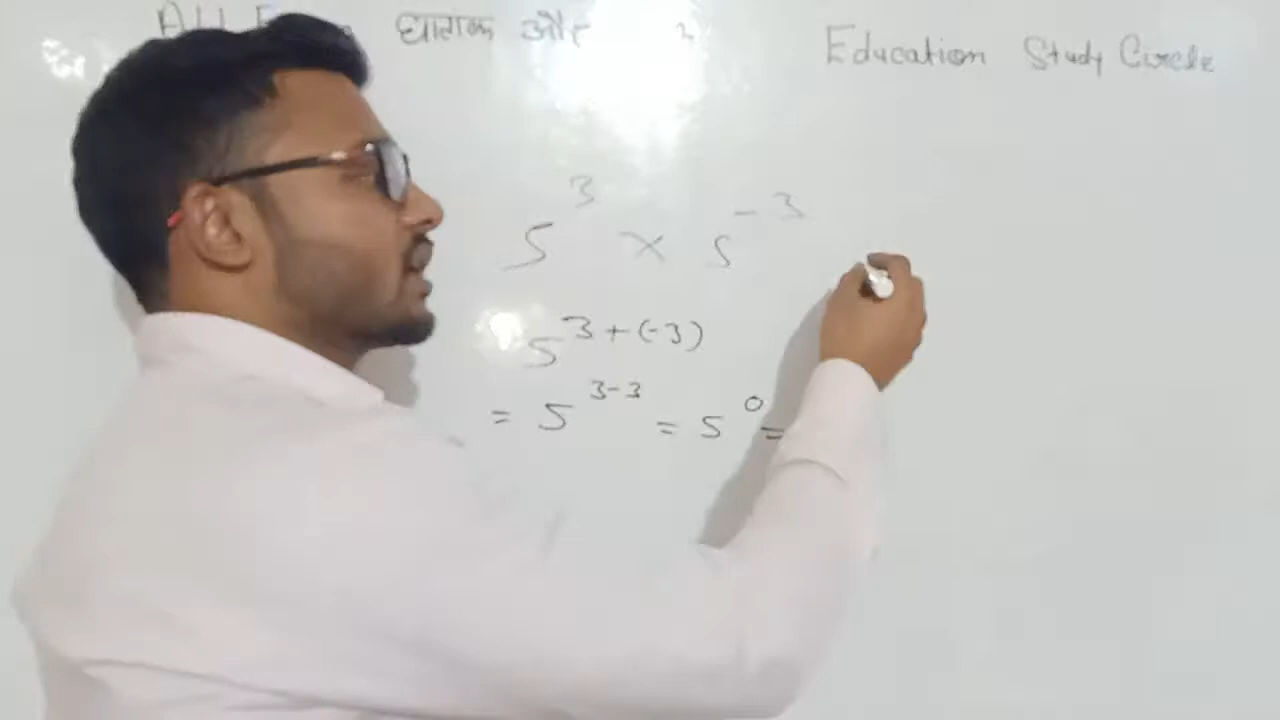 घातांक और Education Study Circle
5³ × 5⁻³
5³⁺⁽⁻³⁾
= 5³⁻³ = 5⁰ =